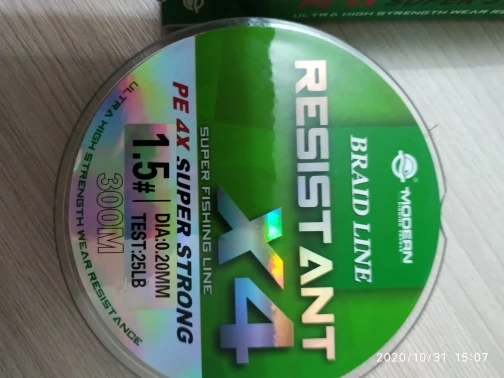 ULTRA HIGH STRENGTH WEAR RE
MODERN
BRAID LINE
RESISTANT
X4
SUPER FISHING LINE
PE 4X SUPER STRONG
1.5#
DIA:0.20MM
TEST:25LB
300M
ULTRA HIGH STRENGTH WEAR RESISTANCE
2020/10/31 15:07